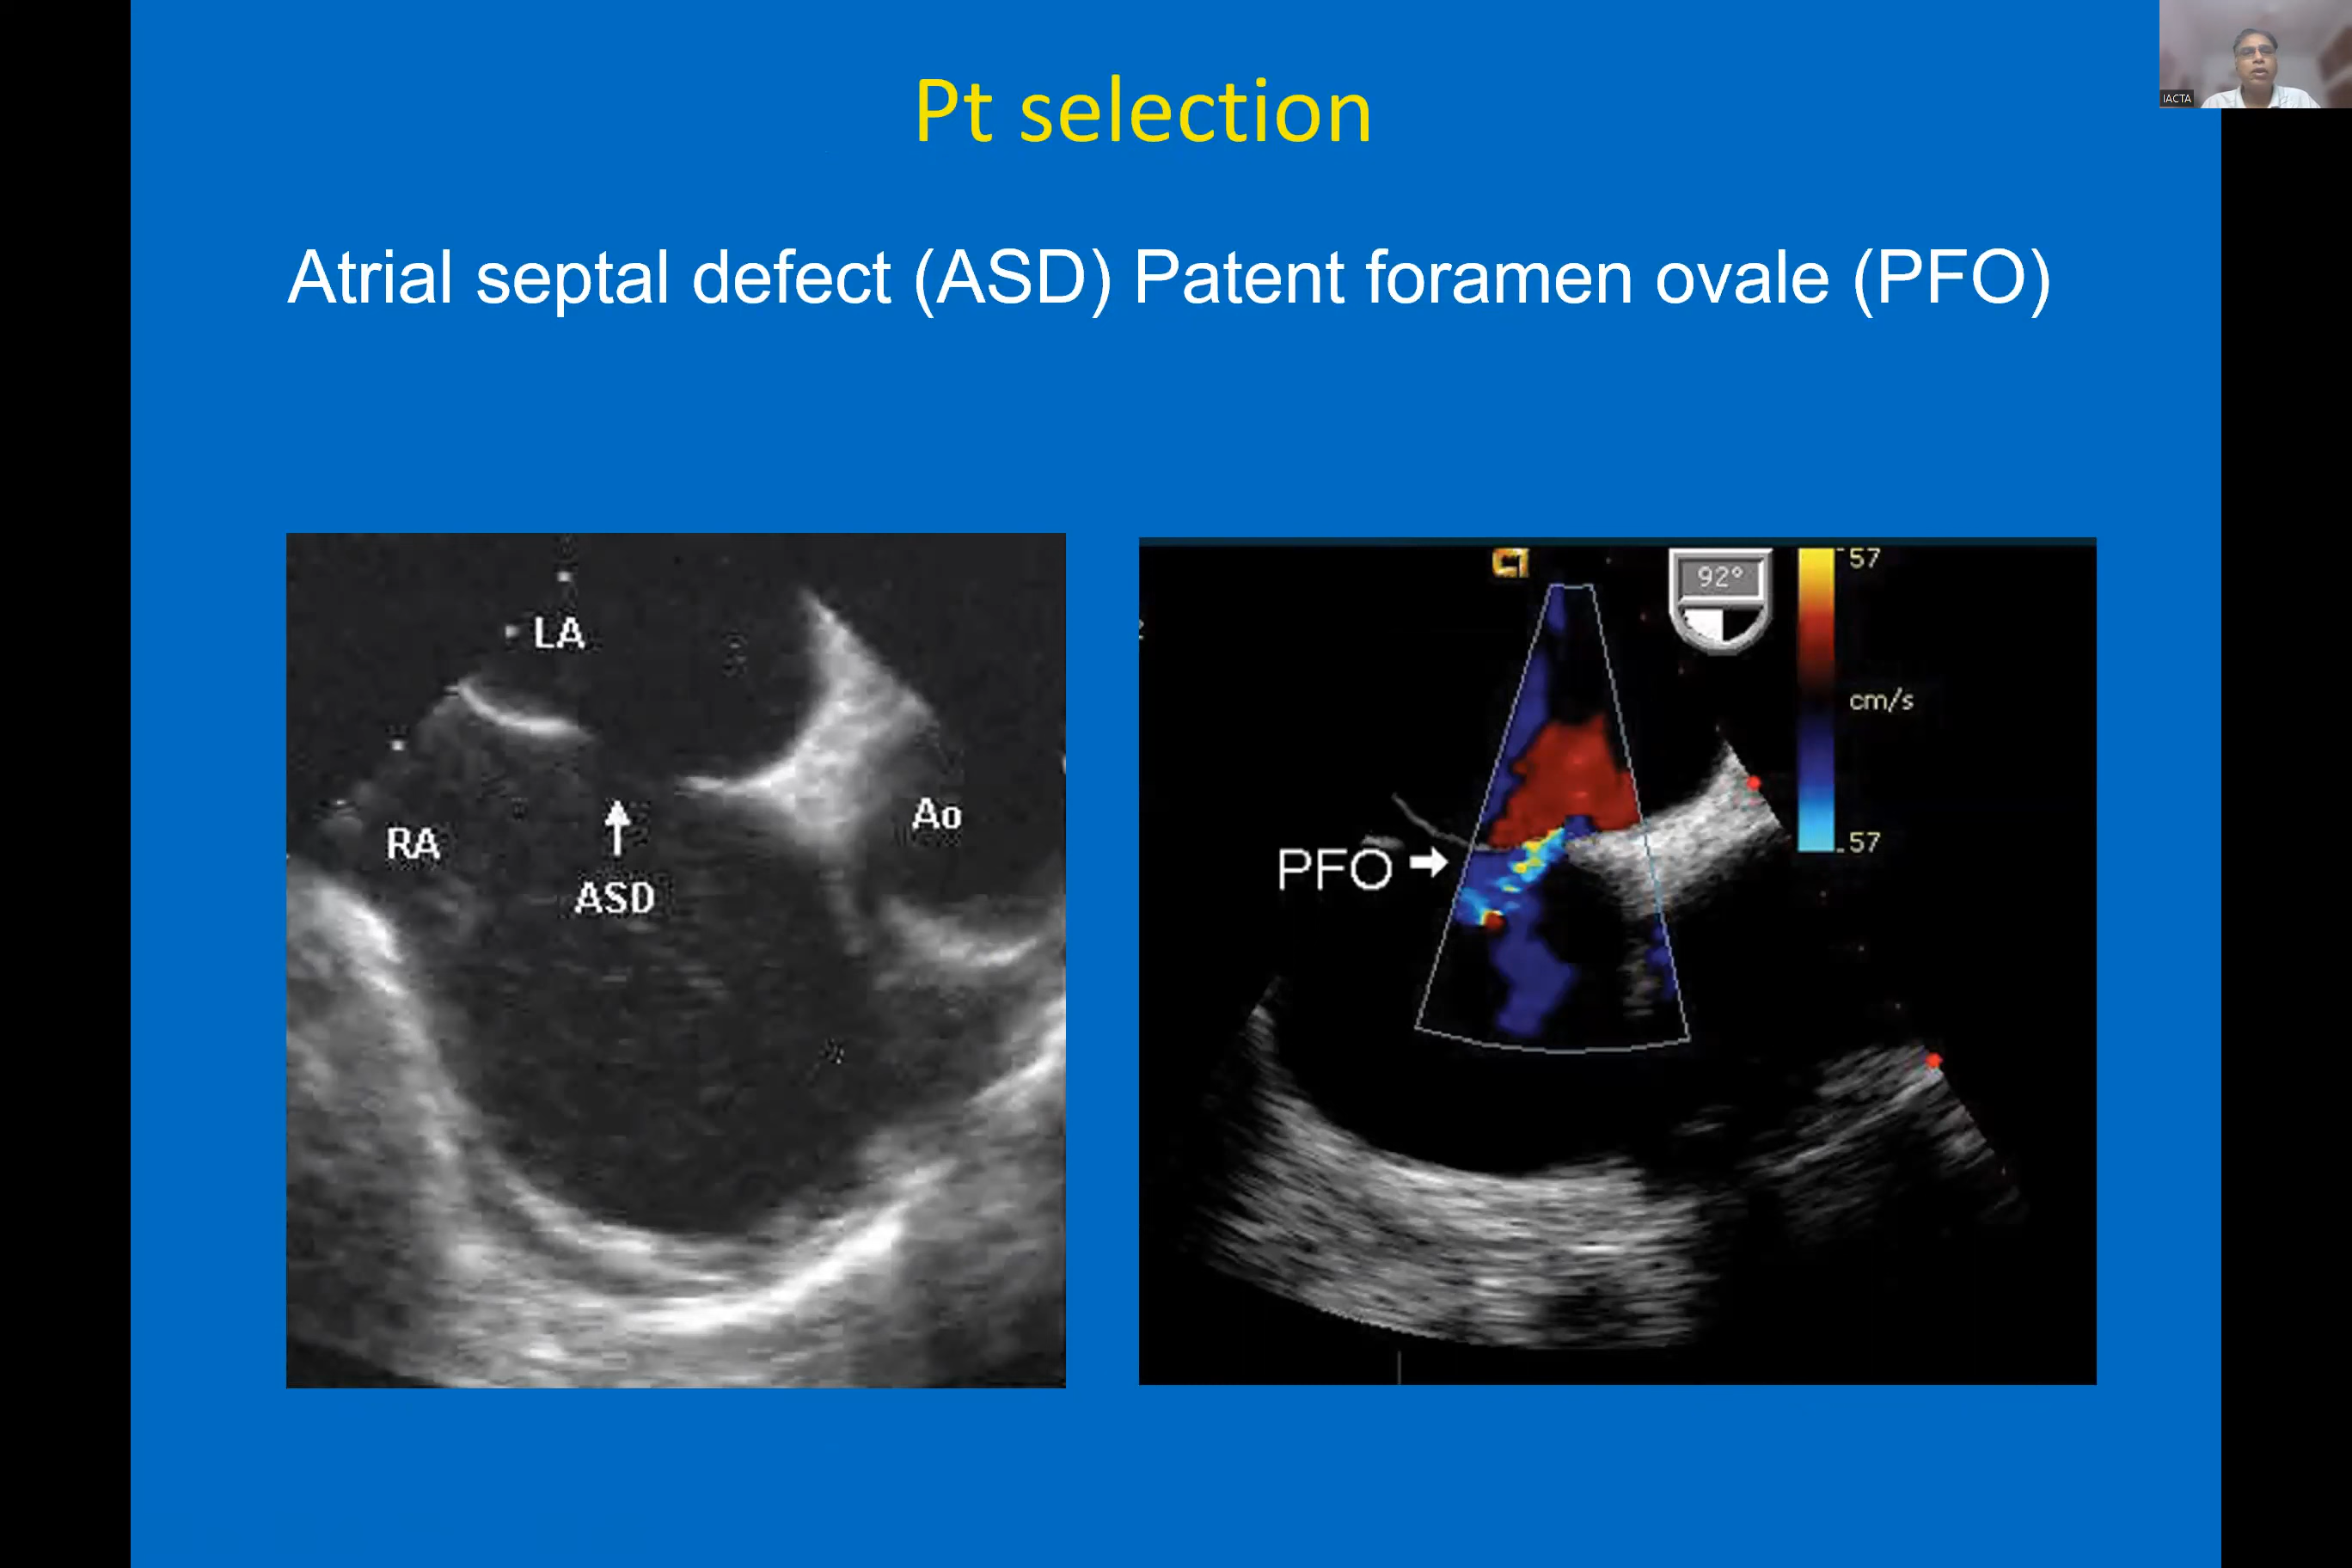 Pt selection
IACTA
Atrial septal defect (ASD) Patent foramen ovale (PFO)
LA
RA
Ao
ASD
92°
57
cm/s
57
PFO